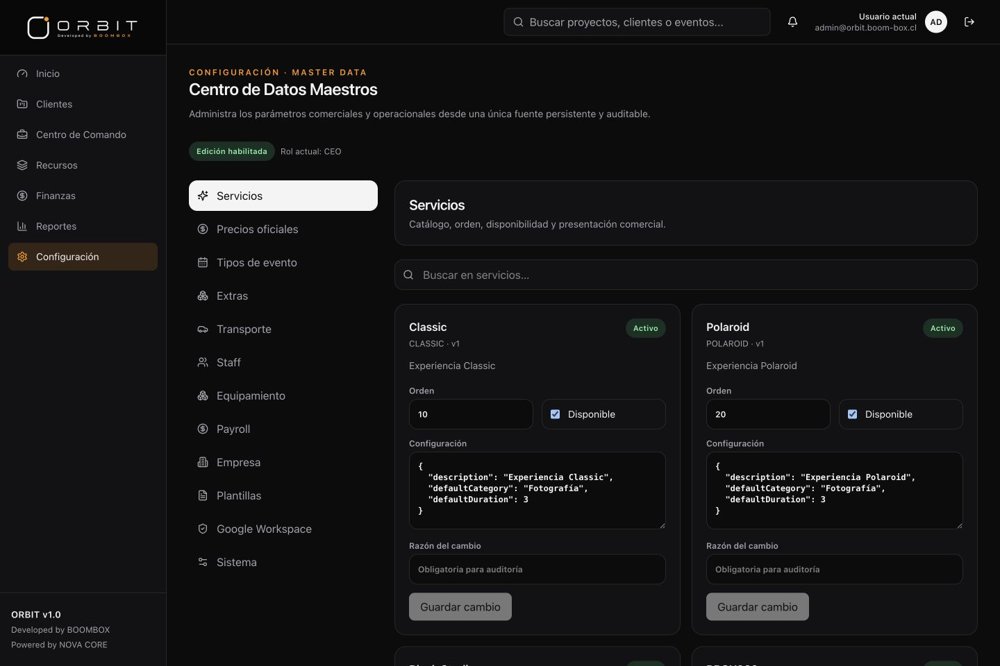 ORBIT
Developed by BOOMBOX
Buscar proyectos, clientes o eventos...
Usuario actual
admin@orbit.boom-box.cl
AD
Inicio
Clientes
Centro de Comando
Recursos
Finanzas
Reportes
Configuración
ORBIT v1.0
Developed by BOOMBOX
Powered by NOVA CORE
CONFIGURACIÓN · MASTER DATA
Centro de Datos Maestros
Administra los parámetros comerciales y operacionales desde una única fuente persistente y auditable.
Edición habilitada
Rol actual: CEO
Servicios
Precios oficiales
Tipos de evento
Extras
Transporte
Staff
Equipamiento
Payroll
Empresa
Plantillas
Google Workspace
Sistema
Servicios
Catálogo, orden, disponibilidad y presentación comercial.
Buscar en servicios...
Classic
Activo
CLASSIC · v1
Experiencia Classic
Orden
10
Disponible
Configuración
{
"description": "Experiencia Classic",
"defaultCategory": "Fotografía",
"defaultDuration": 3
}
Razón del cambio
Obligatoria para auditoría
Guardar cambio
Polaroid
Activo
POLAROID · v1
Experiencia Polaroid
Orden
20
Disponible
Configuración
{
"description": "Experiencia Polaroid",
"defaultCategory": "Fotografía",
"defaultDuration": 3
}
Razón del cambio
Obligatoria para auditoría
Guardar cambio